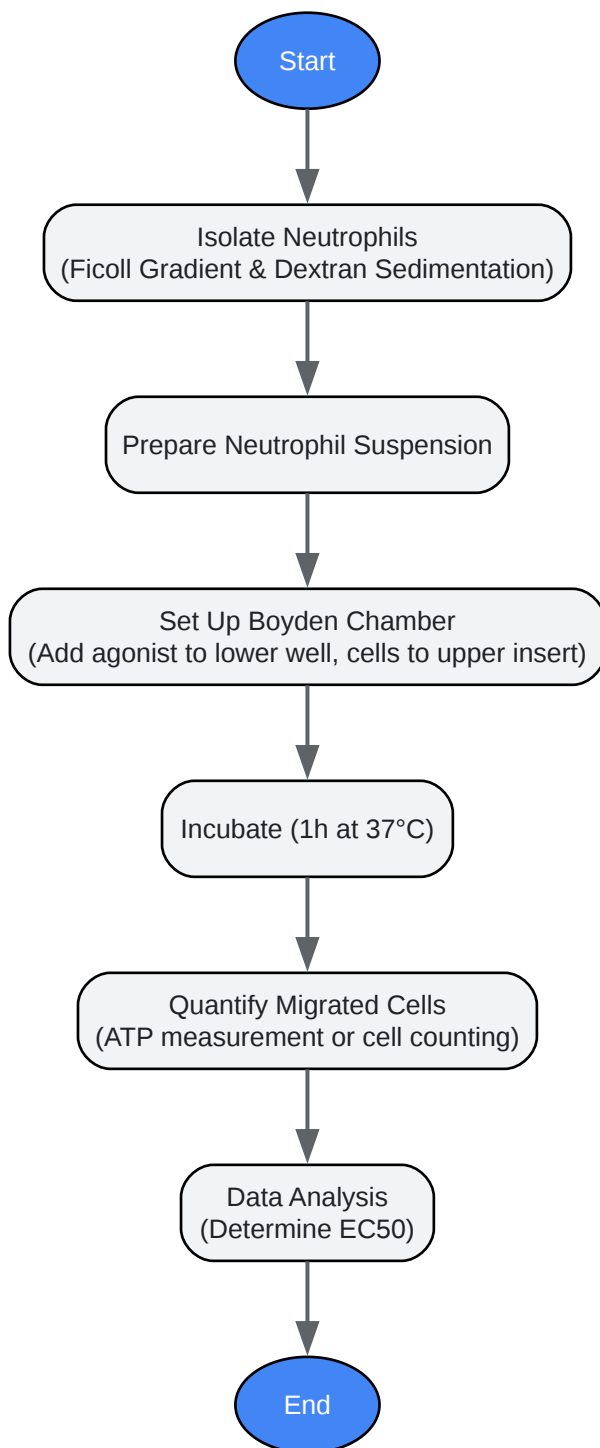 Start
Isolate Neutrophils
(Ficoll Gradient & Dextran Sedimentation)
Prepare Neutrophil Suspension
Set Up Boyden Chamber
(Add agonist to lower well, cells to upper insert)
Incubate (1h at 37°C)
Quantify Migrated Cells
(ATP measurement or cell counting)
Data Analysis
(Determine EC50)
End